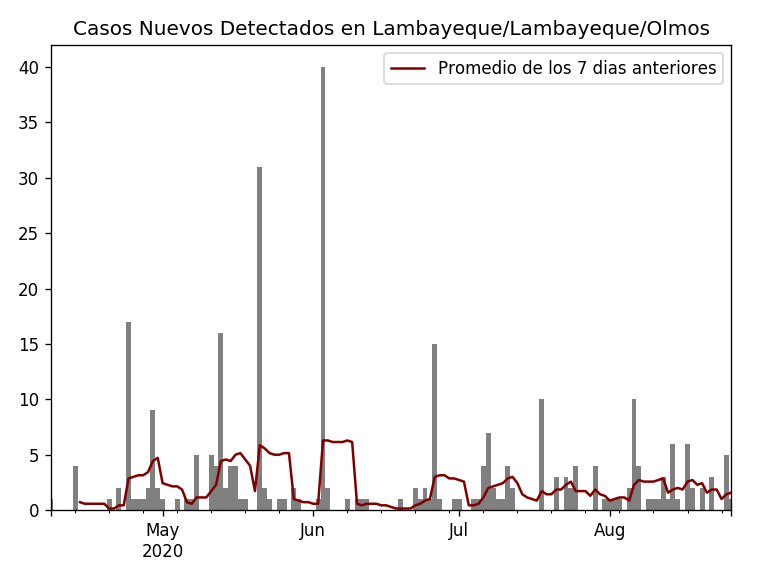 Casos Nuevos Detectados en Lambayeque/Lambayeque/Olmos
Promedio de los 7 dias anteriores
40
35
30
25
20
15
10
5
0
May
2020
Jun
Jul
Aug